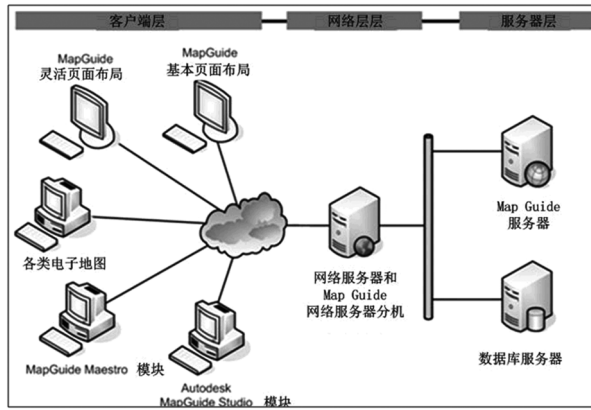 客户端层
网络层层
服务器层
MapGuide
灵活页面布局
MapGuide
基本页面布局
各类电子地图
MapGuide Maestro 模块
Autodesk
MapGuide Studio 模块
网络服务器和
Map Guide
网络服务器分机
Map Guide
服务器
数据库服务器